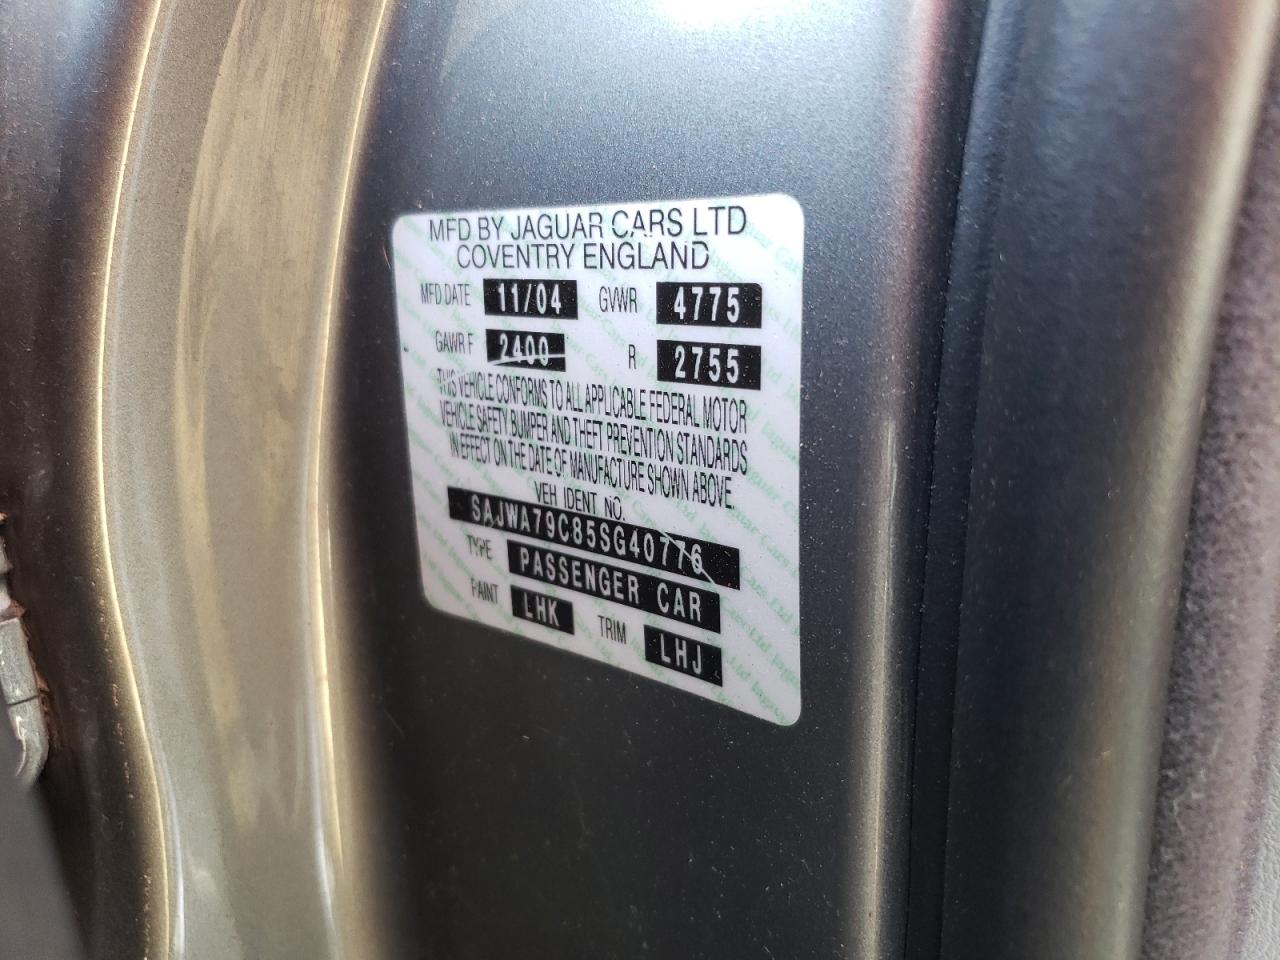 MFD BY JAGUAR CARS LTD
COVENTRY ENGLAND
MFD DATE 11/04 GVWR 4775
GAWR F 2400 R 2755
THIS VEHICLE CONFORMS TO ALL APPLICABLE FEDERAL MOTOR
VEHICLE SAFETY BUMPER AND THEFT PREVENTION STANDARDS
IN EFFECT ON THE DATE OF MANUFACTURE SHOWN ABOVE.
VEH IDENT NO.
SAJWA79C85SG40776
TYPE PASSENGER CAR
PAINT LHK TRIM LHJ